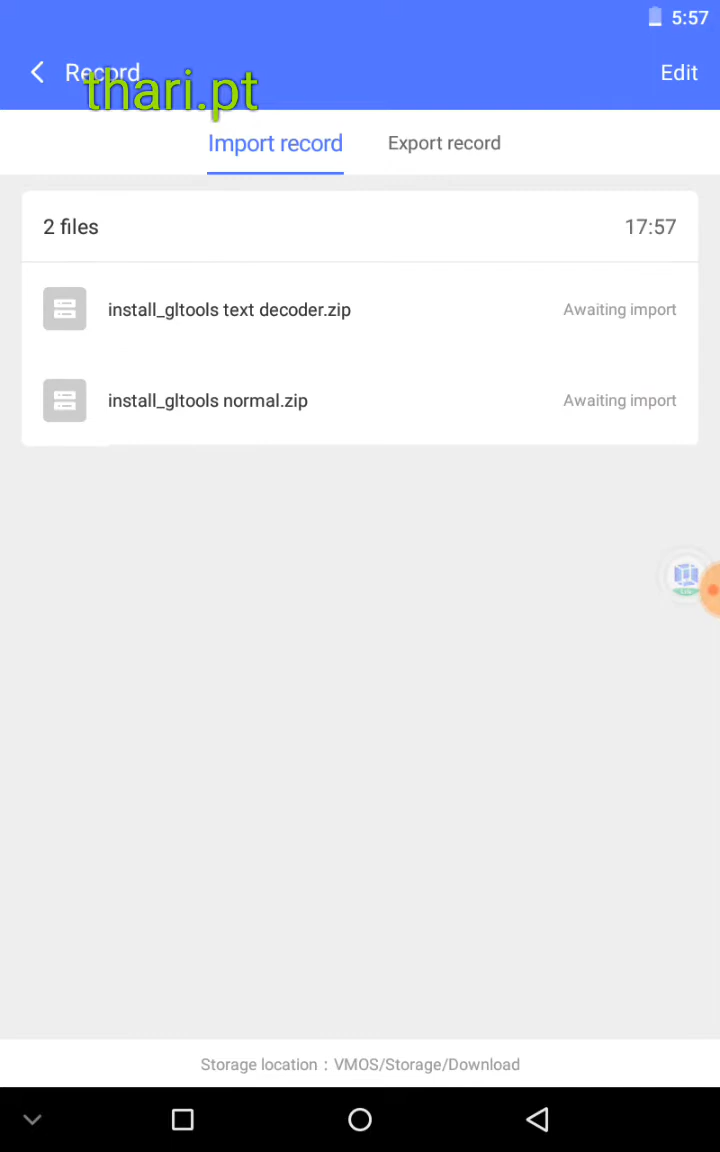 5:57
Record
Edit
thari.pt
Import record
Export record
2 files
17:57
install_gltools text decoder.zip
Awaiting import
install_gltools normal.zip
Awaiting import
Storage location：VMOS/Storage/Download